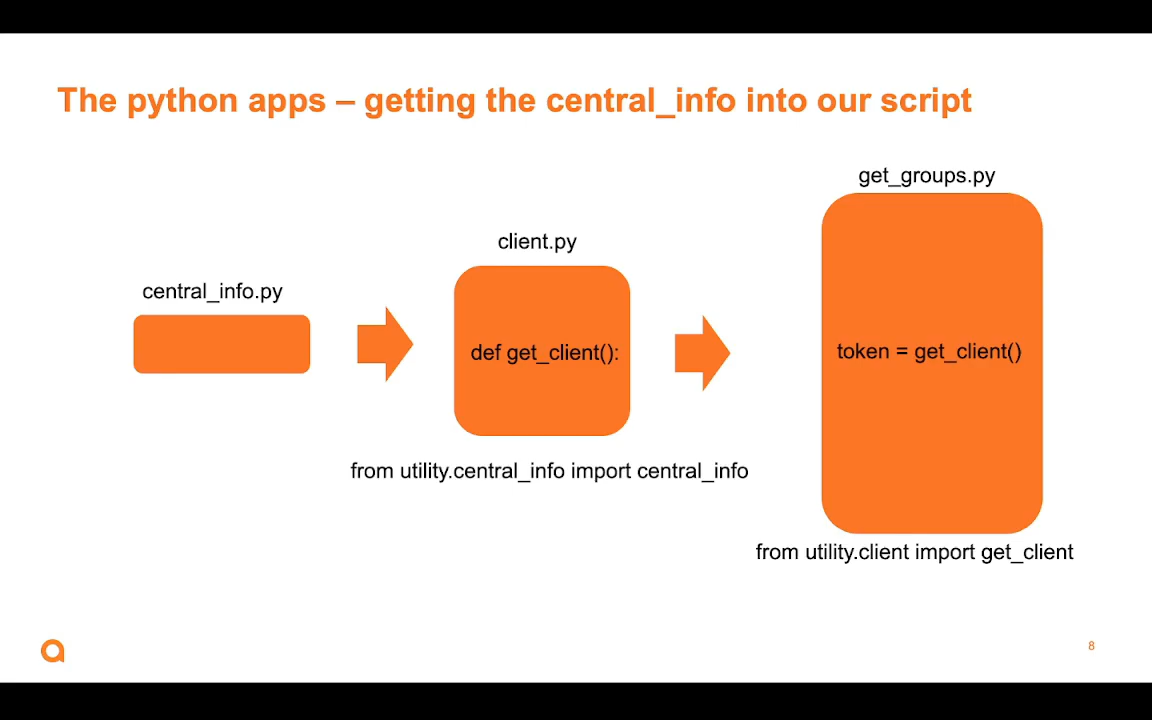 The python apps – getting the central_info into our script
get_groups.py
client.py
central_info.py
def get_client():
token = get_client()
from utility.central_info import central_info
from utility.client import get_client
8